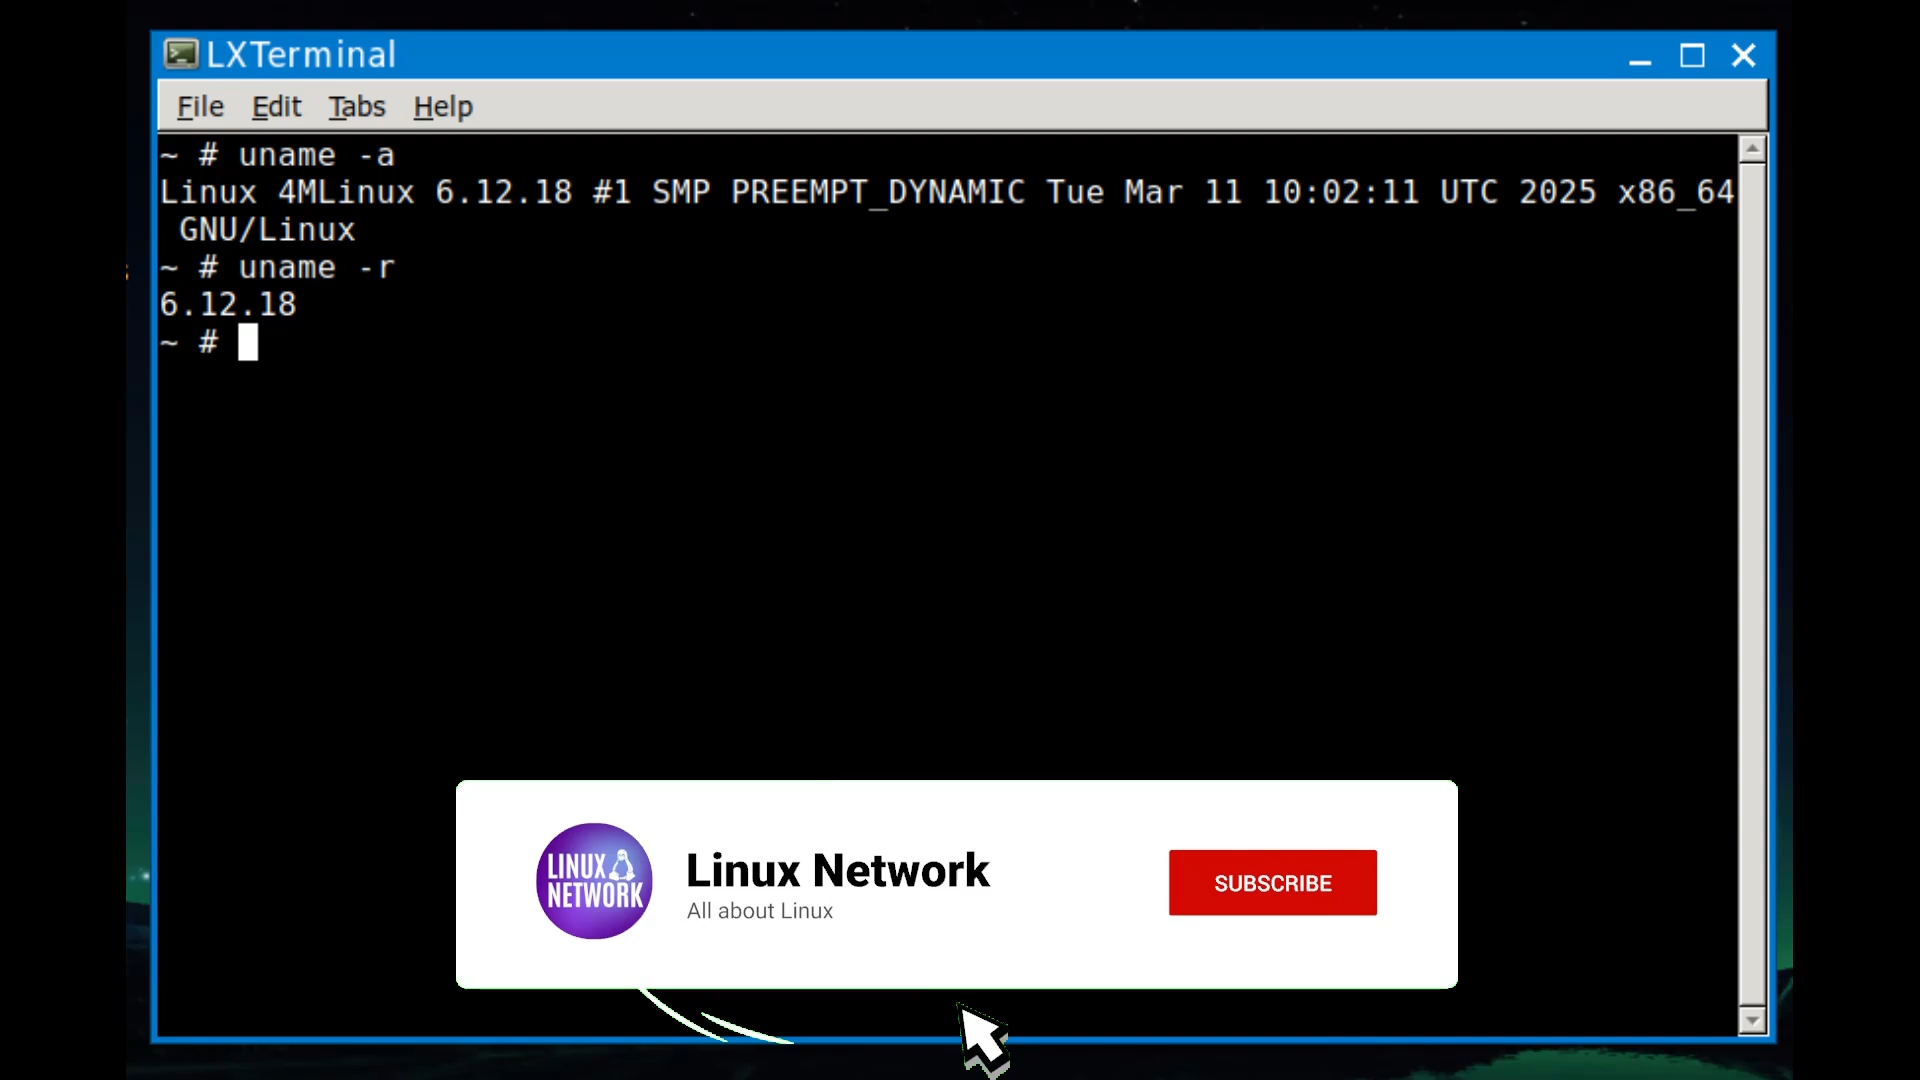 LXTerminal
File Edit Tabs Help
~ # uname -a
Linux 4MLinux 6.12.18 #1 SMP PREEMPT_DYNAMIC Tue Mar 11 10:02:11 UTC 2025 x86_64
 GNU/Linux
~ # uname -r
6.12.18
~ #
LINUX
NETWORK
Linux Network
All about Linux
SUBSCRIBE